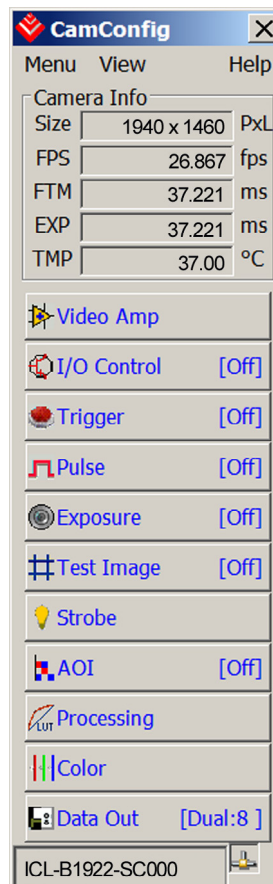 CamConfig
Menu View Help
Camera Info
Size 1940 x 1460 PxL
FPS 26.867 fps
FTM 37.221 ms
EXP 37.221 ms
TMP 37.00 °C
Video Amp
I/O Control [Off]
Trigger [Off]
Pulse [Off]
Exposure [Off]
Test Image [Off]
Strobe
AOI [Off]
LUT Processing
Color
Data Out [Dual:8 ]
ICL-B1922-SC000